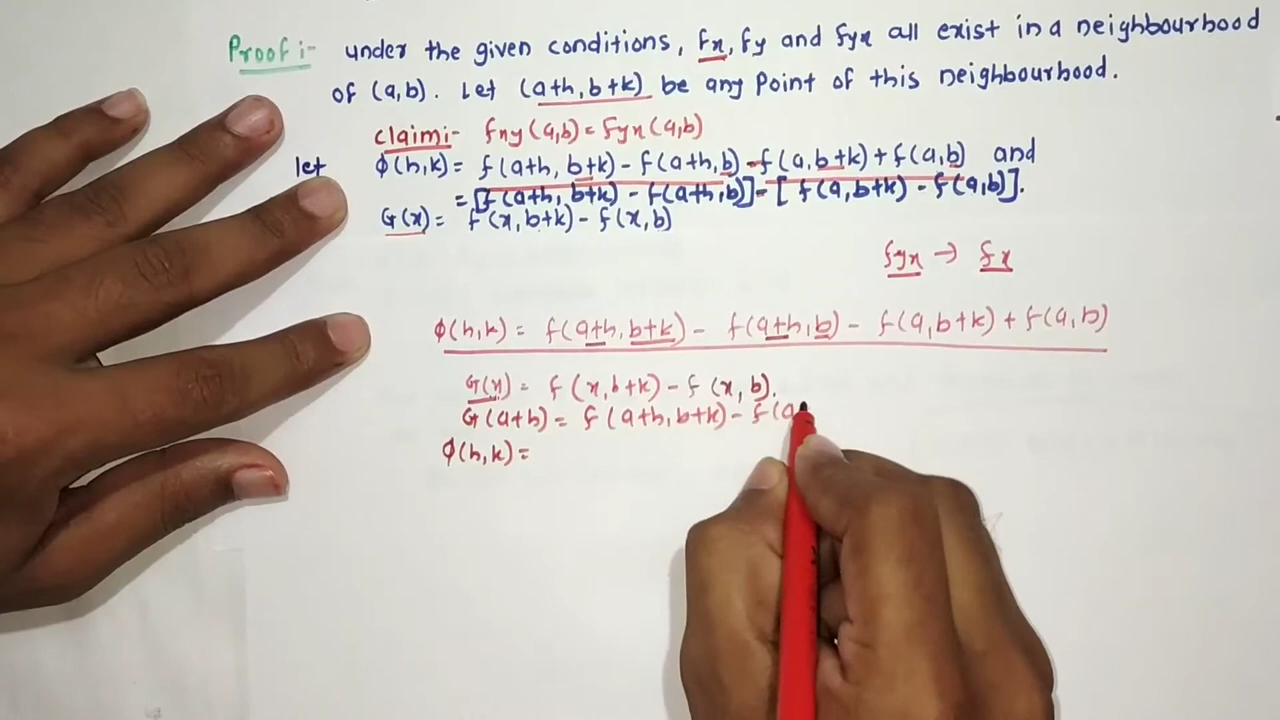 Proof :- under the given conditions, fx, fy and fyx all exist in a neighbourhood
of (a,b). Let (a+h, b+k) be any Point of this neighbourhood.
claim:- fxy(a,b) = fyx(a,b)
let φ(h,k) = f(a+h, b+k) - f(a+h, b) - f(a, b+k) + f(a,b) and
= [f(a+h, b+k) - f(a+h, b)] - [f(a, b+k) - f(a,b)].
G(x) = f(x, b+k) - f(x, b)
fyx → fx
φ(h,k) = f(a+h, b+k) - f(a+h, b) - f(a, b+k) + f(a, b)
G(x) = f(x, b+k) - f(x, b).
G(a+h) = f(a+h, b+k) - f(a
φ(h,k) =